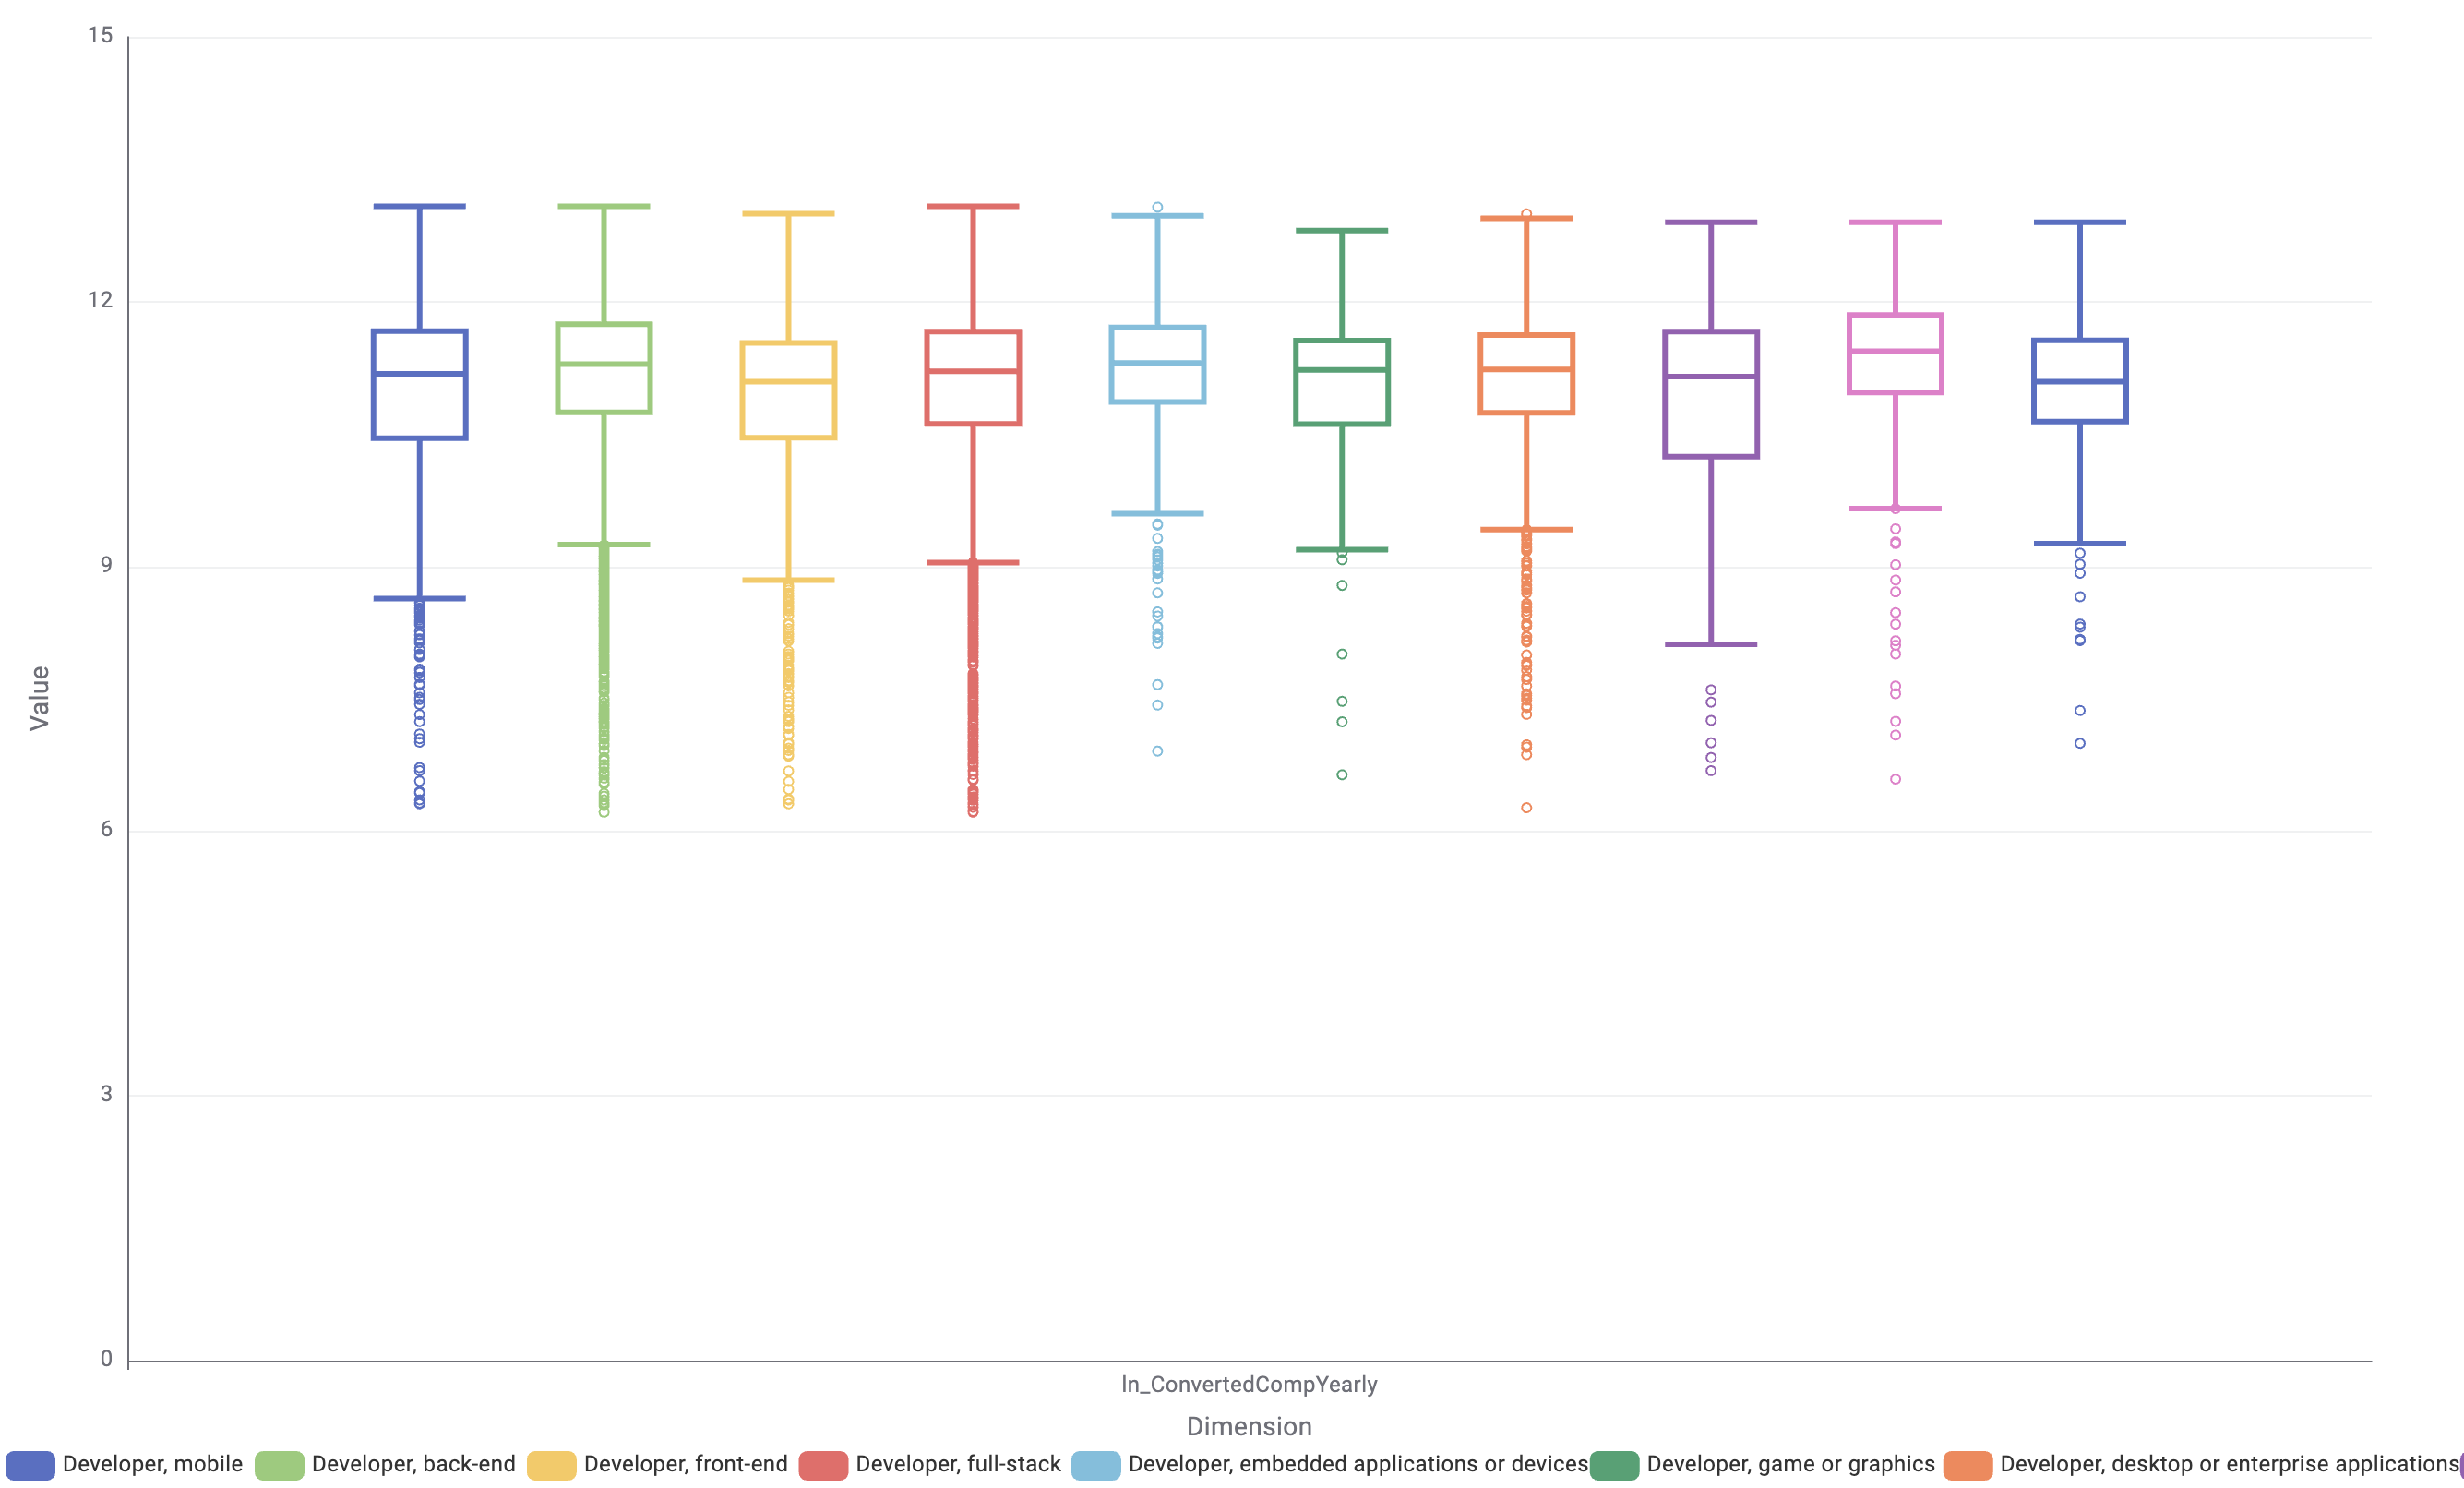 15
12
9
6
3
0
Value
ln_ConvertedCompYearly
Dimension
Developer, mobile Developer, back-end Developer, front-end Developer, full-stack Developer, embedded applications or devices Developer, game or graphics Developer, desktop or enterprise applications